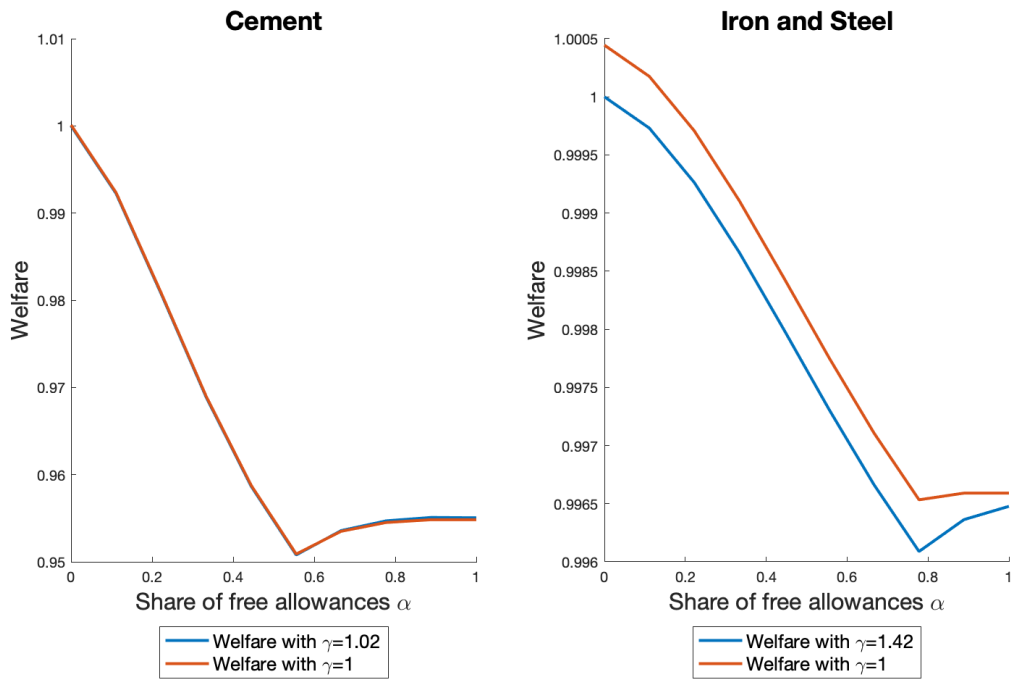 Cement
1.01
1
0.99
0.98
0.97
0.96
0.95
Welfare
0 0.2 0.4 0.6 0.8 1
Share of free allowances α
Welfare with γ=1.02
Welfare with γ=1
Iron and Steel
1.0005
1
0.9995
0.999
0.9985
0.998
0.9975
0.997
0.9965
0.996
Welfare
0 0.2 0.4 0.6 0.8 1
Share of free allowances α
Welfare with γ=1.42
Welfare with γ=1